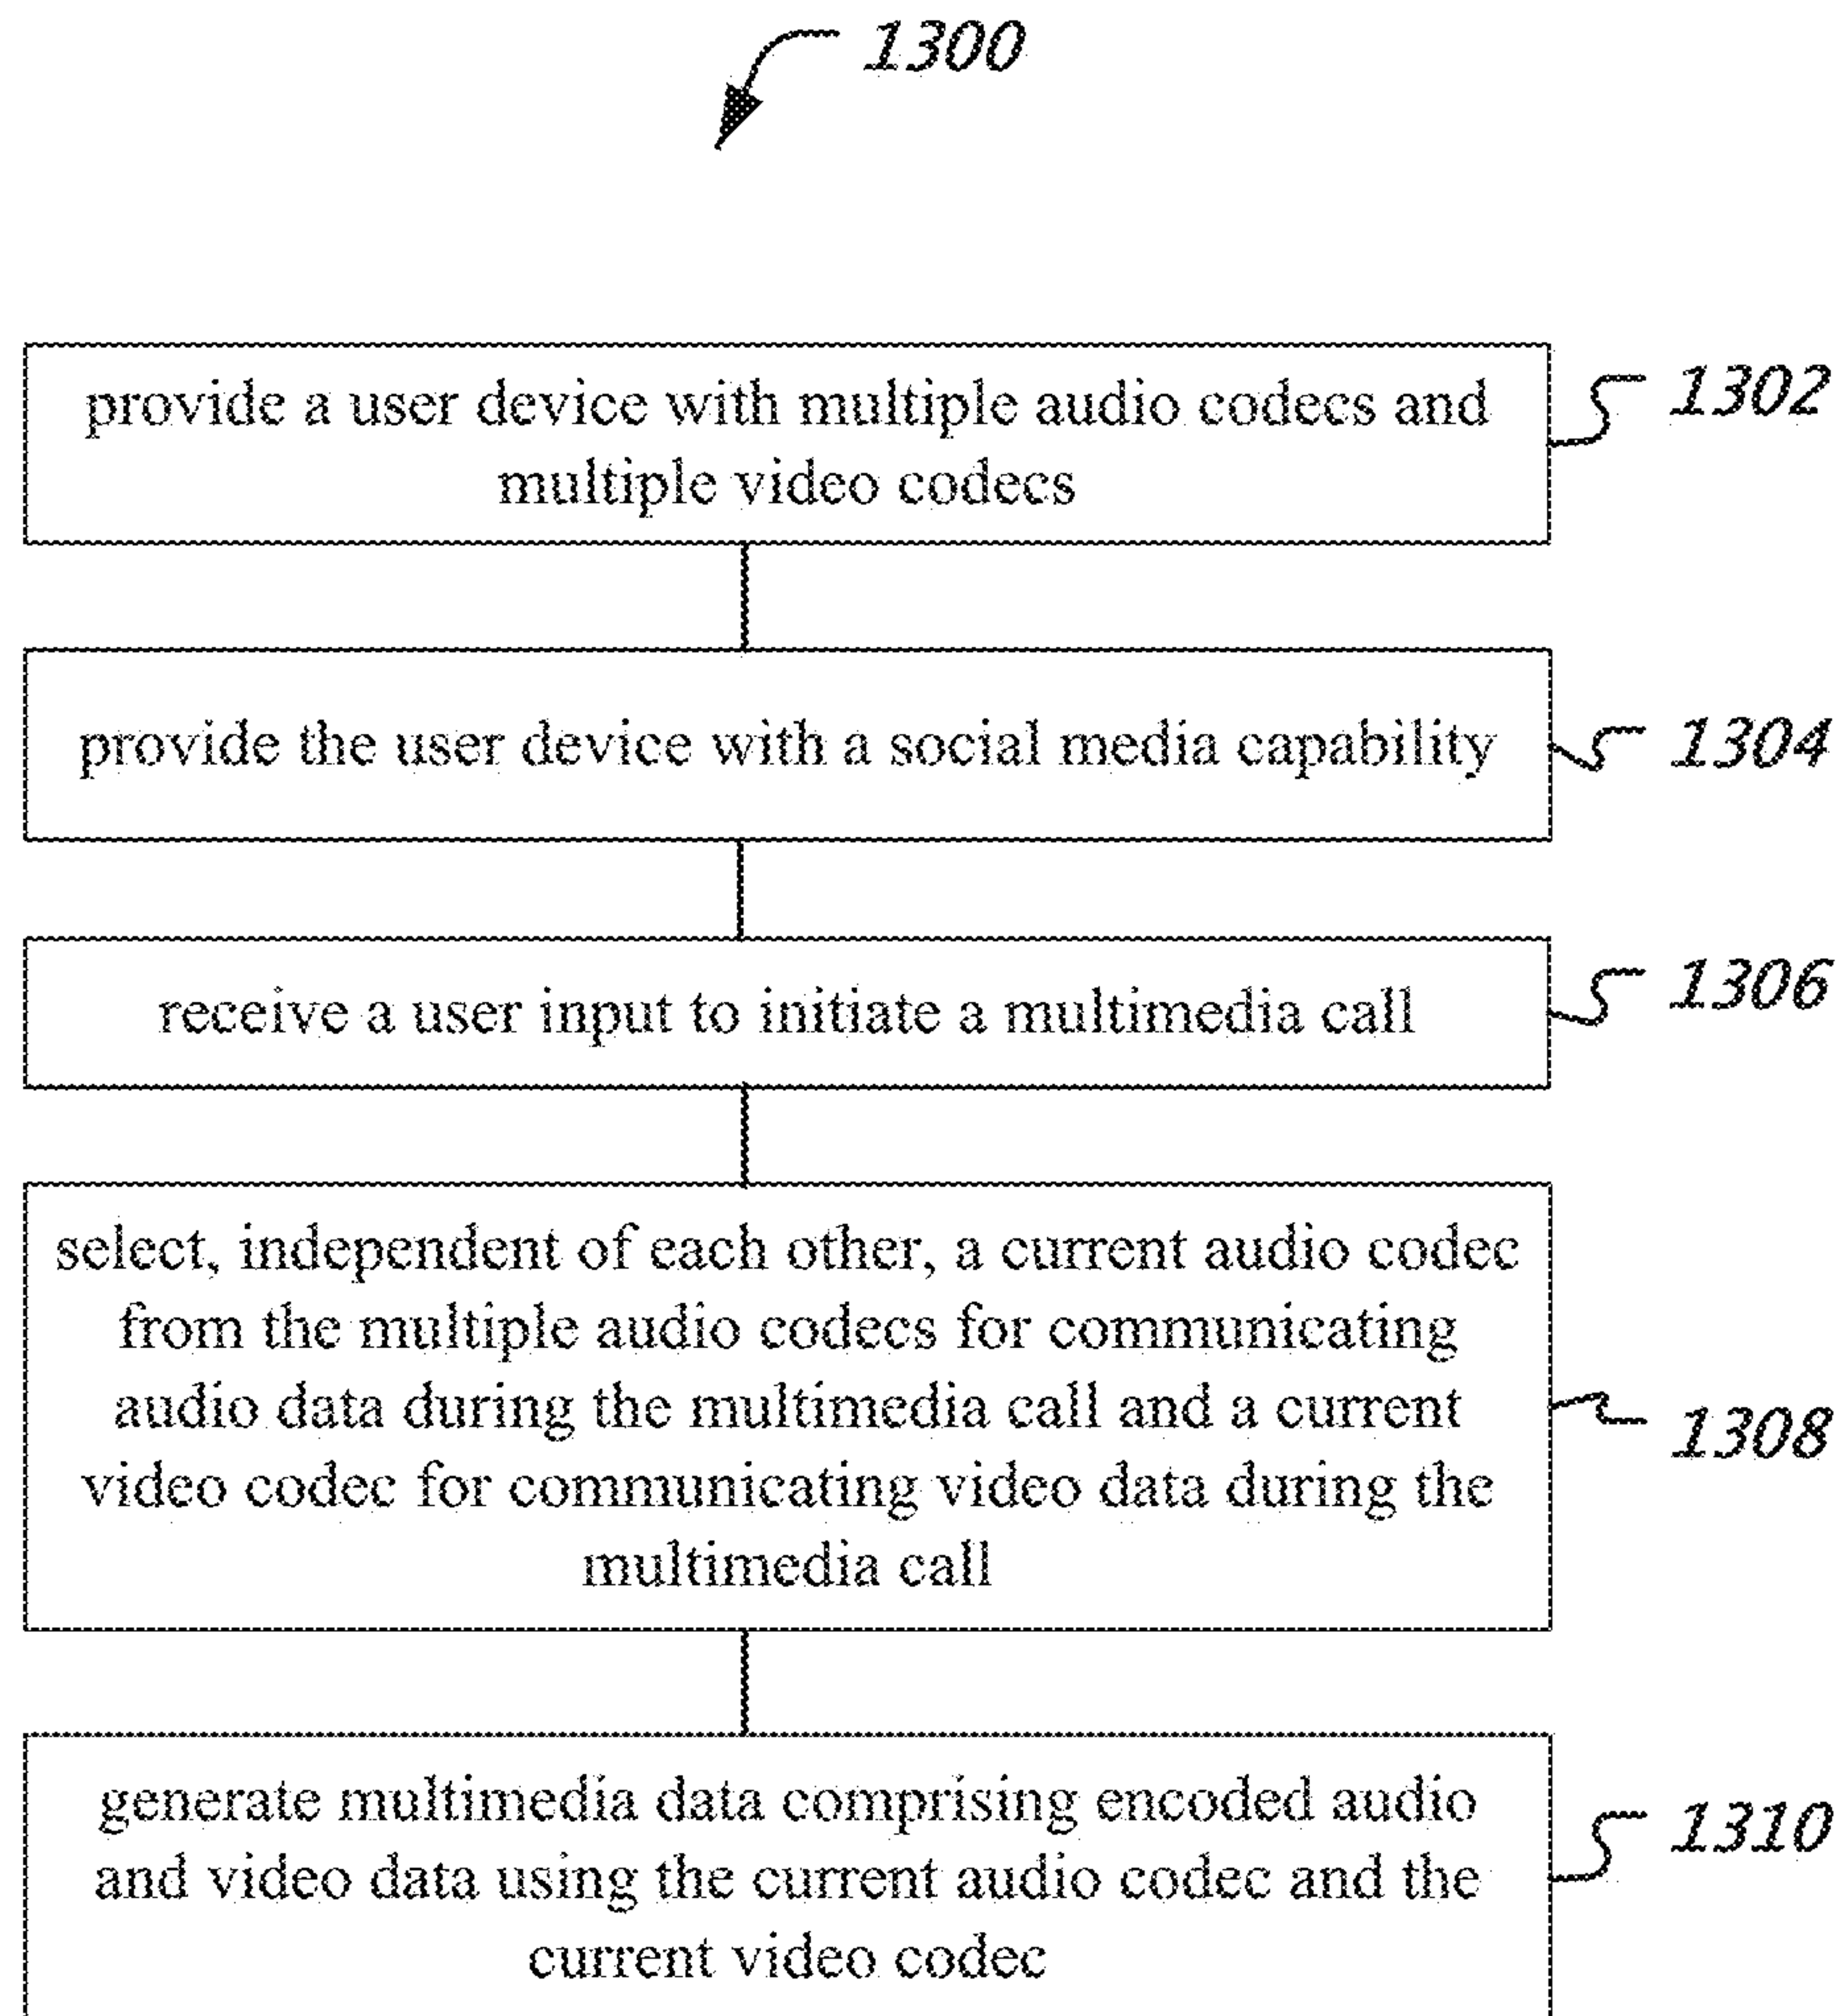 1300
provide a user device with multiple audio codecs and
multiple video codecs
1302
provide the user device with a social media capability
1304
receive a user input to initiate a multimedia call
1306
select, independent of each other, a current audio codec
from the multiple audio codecs for communicating
audio data during the multimedia call and a current
video codec for communicating video data during the
multimedia call
1308
generate multimedia data comprising encoded audio
and video data using the current audio codec and the
current video codec
1310